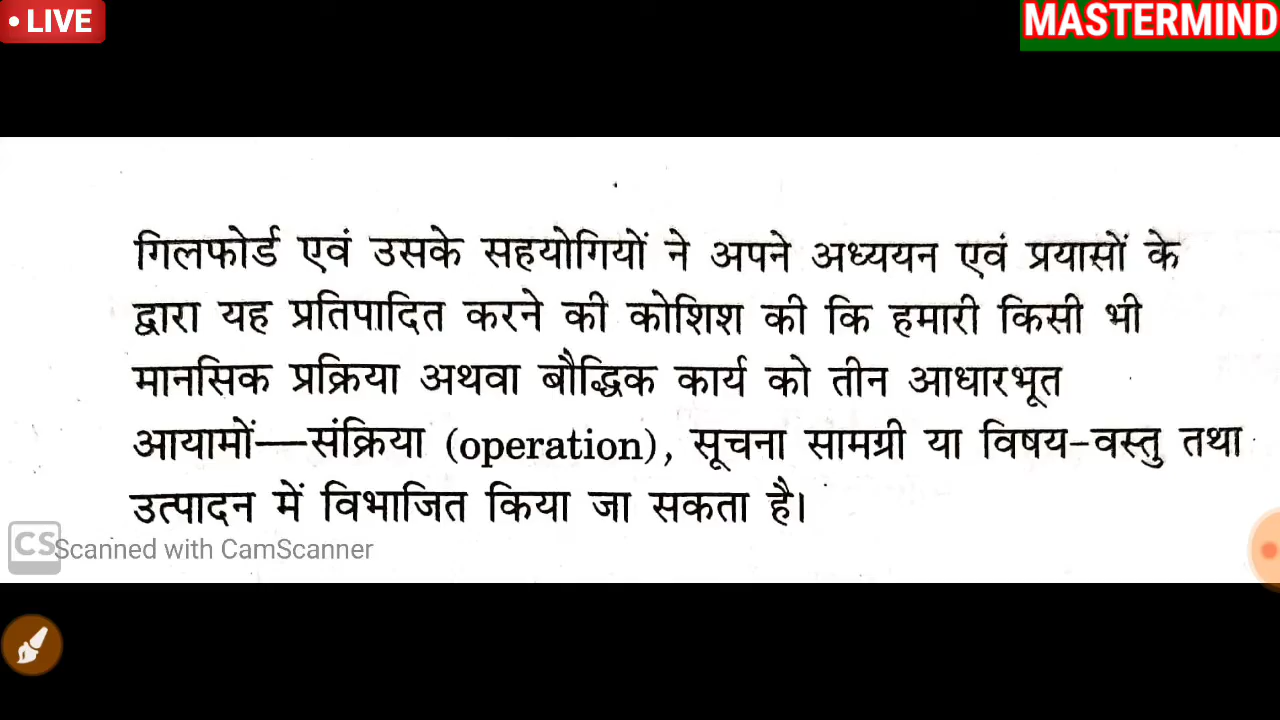 • LIVE
MASTERMIND
गिलफोर्ड एवं उसके सहयोगियों ने अपने अध्ययन एवं प्रयासों के
द्वारा यह प्रतिपादित करने की कोशिश की कि हमारी किसी भी
मानसिक प्रक्रिया अथवा बौद्धिक कार्य को तीन आधारभूत
आयामों—संक्रिया (operation), सूचना सामग्री या विषय-वस्तु तथा
उत्पादन में विभाजित किया जा सकता है।
CS Scanned with CamScanner